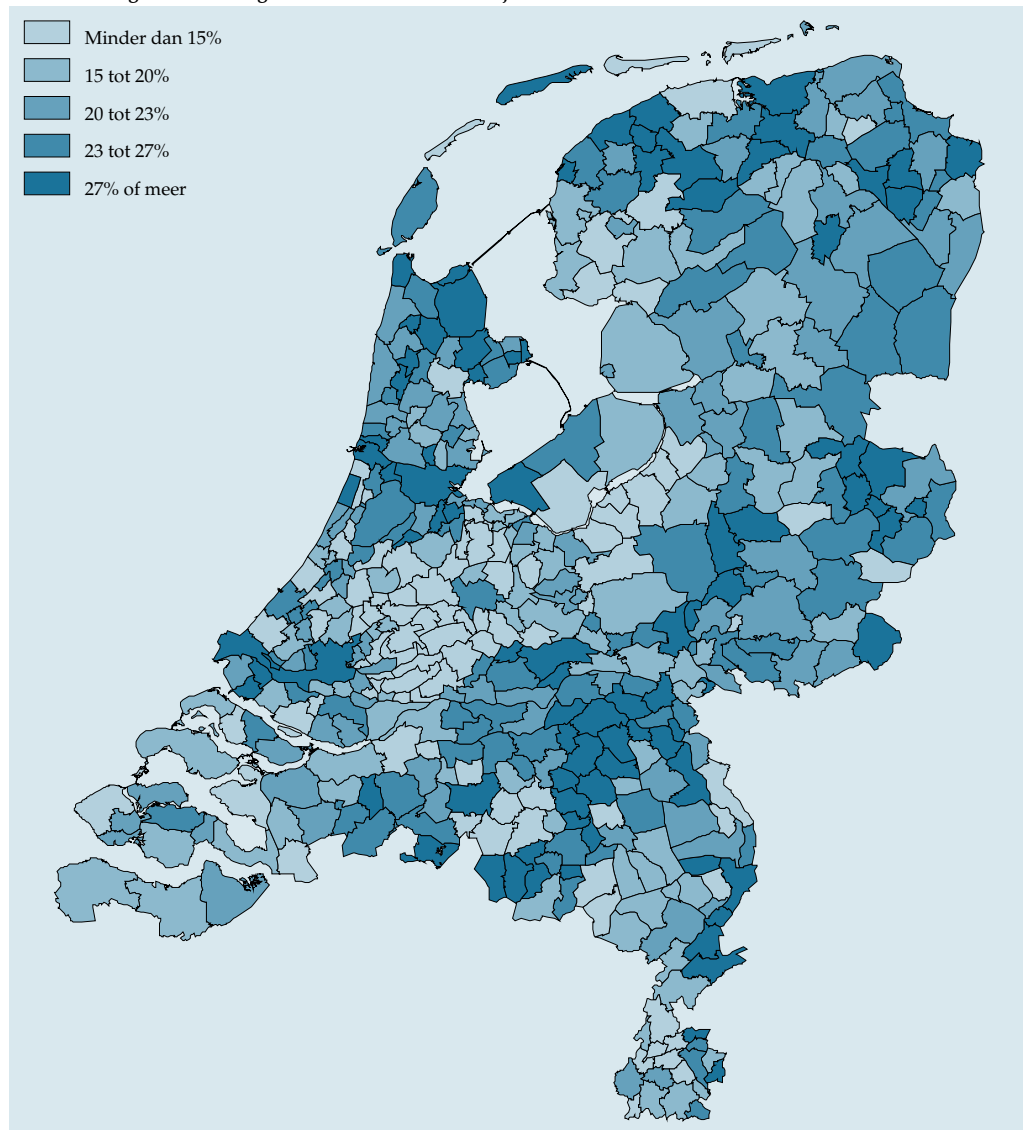 Minder dan 15%
15 tot 20%
20 tot 23%
23 tot 27%
27% of meer